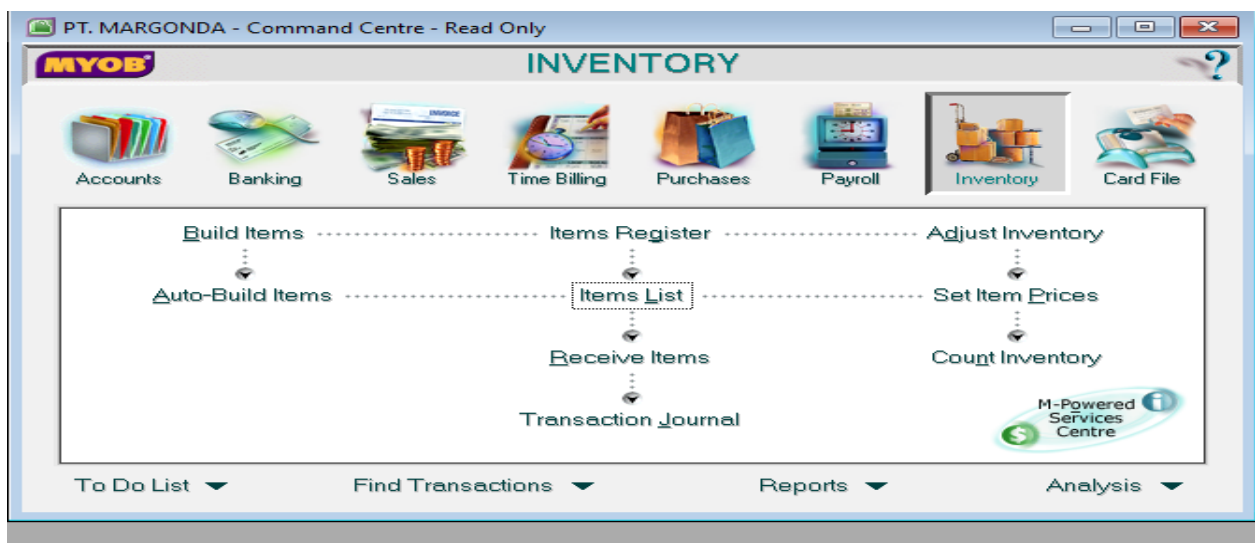 PT. MARGONDA - Command Centre - Read Only
MYOB INVENTORY ?
INVOICE
Accounts Banking Sales Time Billing Purchases Payroll Inventory Card File
Build Items Items Register Adjust Inventory
Auto-Build Items Items List Set Item Prices
Receive Items Count Inventory
Transaction Journal
M-Powered
Services
Centre
To Do List Find Transactions Reports Analysis